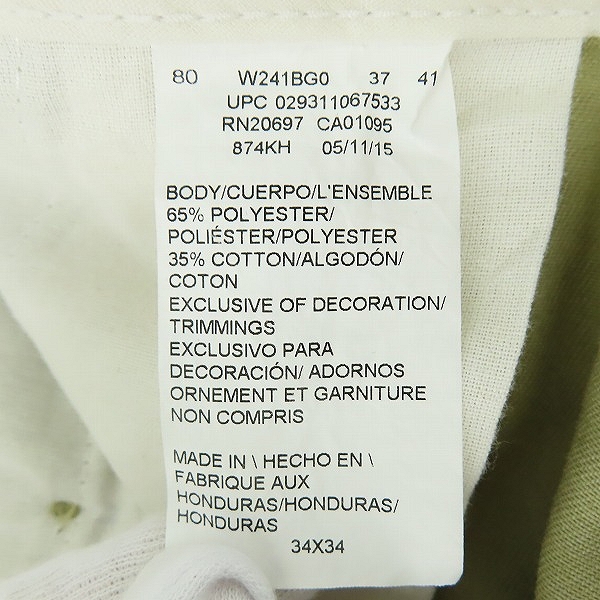 80 W241BG0 37 41
UPC 029311067533
RN20697 CA01095
874KH 05/11/15
BODY/CUERPO/L'ENSEMBLE
65% POLYESTER/
POLIÉSTER/POLYESTER
35% COTTON/ALGODÓN/
COTON
EXCLUSIVE OF DECORATION/
TRIMMINGS
EXCLUSIVO PARA
DECORACIÓN/ ADORNOS
ORNEMENT ET GARNITURE
NON COMPRIS
MADE IN \ HECHO EN \
FABRIQUE AUX
HONDURAS/HONDURAS/
HONDURAS
34X34